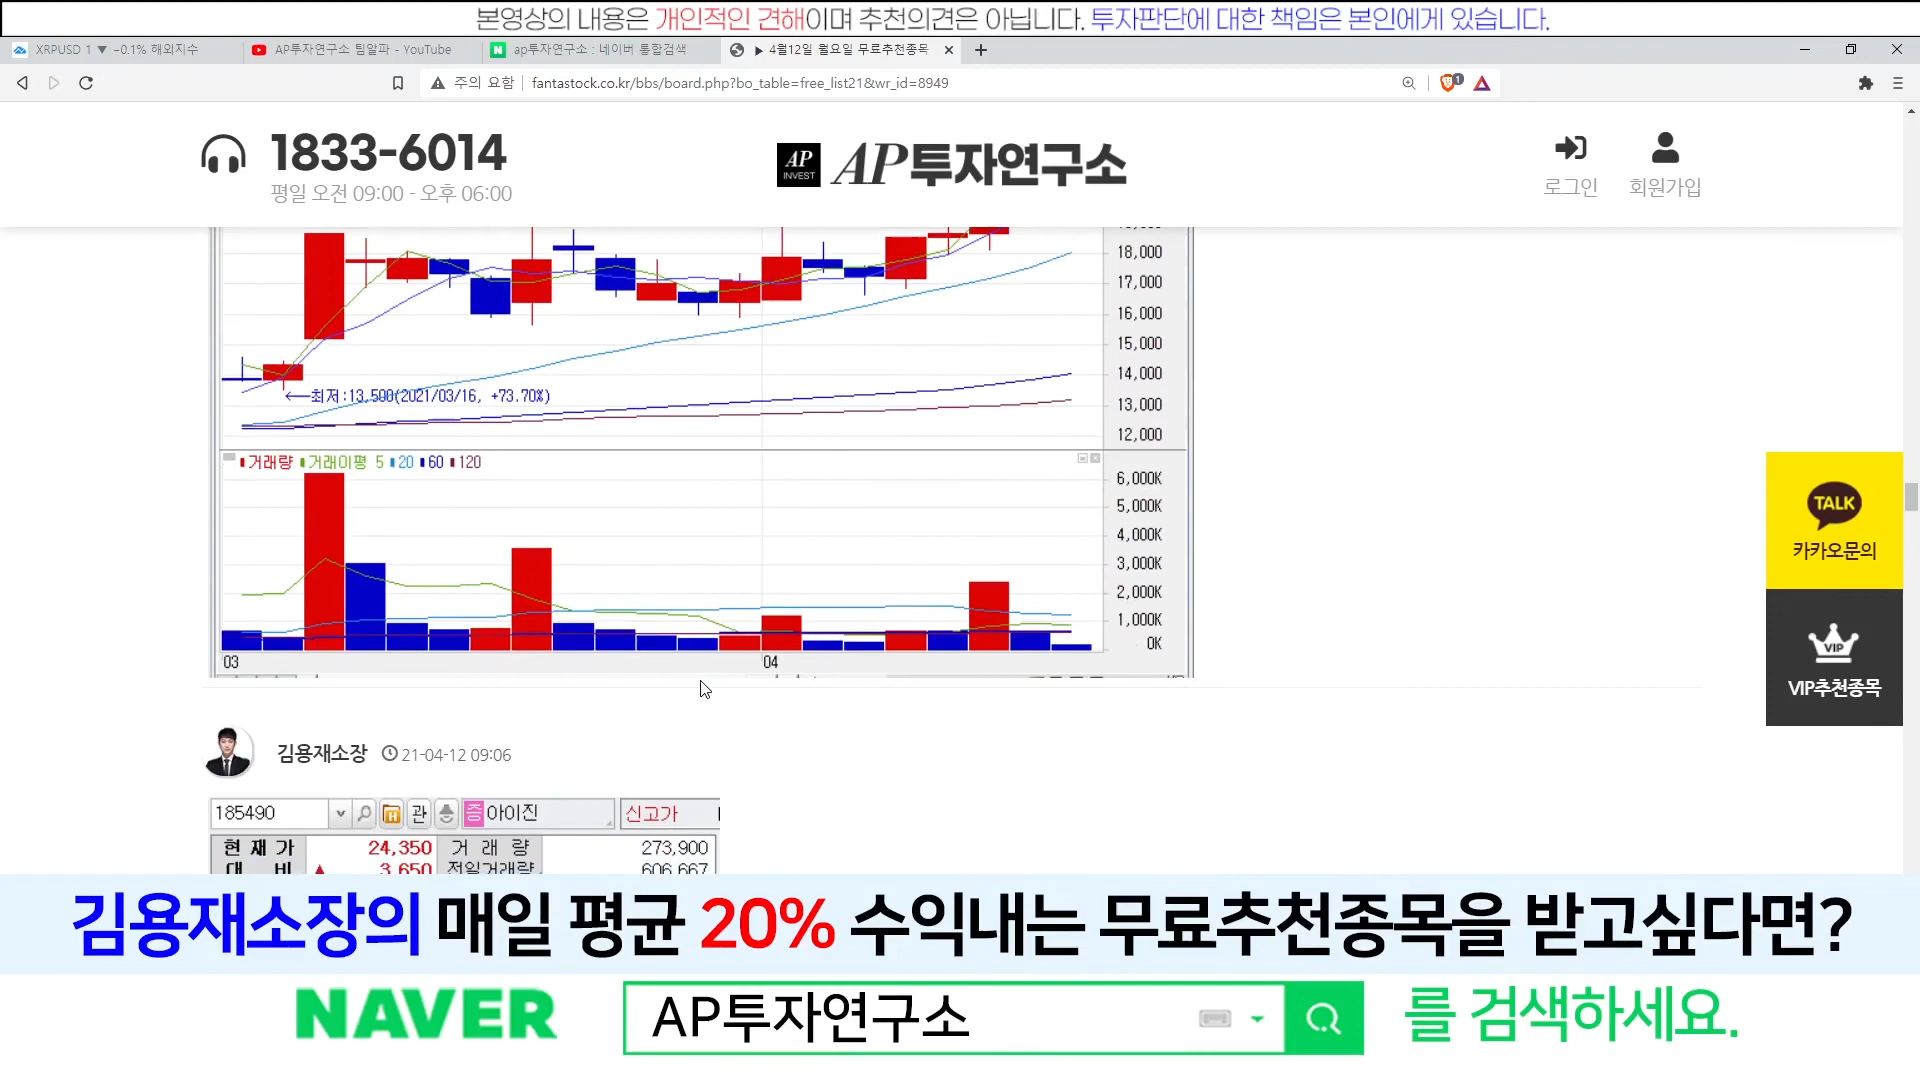 본영상의 내용은 개인적인 견해이며 추천의견은 아닙니다. 투자판단에 대한 책임은 본인에게 있습니다.
XRPUSD 1 ▼ -0.1% 해외지수
AP투자연구소 팀알파 - YouTube
ap투자연구소 : 네이버 통합검색
▶ 4월12일 월요일 무료추천종목
주의 요함
fantastock.co.kr/bbs/board.php?bo_table=free_list21&wr_id=8949
1833-6014
평일 오전 09:00 - 오후 06:00
AP INVEST
AP투자연구소
로그인
회원가입
18,000
17,000
16,000
15,000
14,000
13,000
12,000
←최저:13,500(2021/03/16, +73.70%)
거래량 거래이평 5 20 60 120
6,000K
5,000K
4,000K
3,000K
2,000K
1,000K
0K
03
04
TALK
카카오문의
VIP
VIP추천종목
김용재소장 21-04-12 09:06
185490 관 증 아이진 신고가
현재가 24,350 거래량 273,900
대비 ▲ 3,650 전일거래량 606,667
김용재소장의 매일 평균 20% 수익내는 무료추천종목을 받고싶다면?
NAVER AP투자연구소 를 검색하세요.